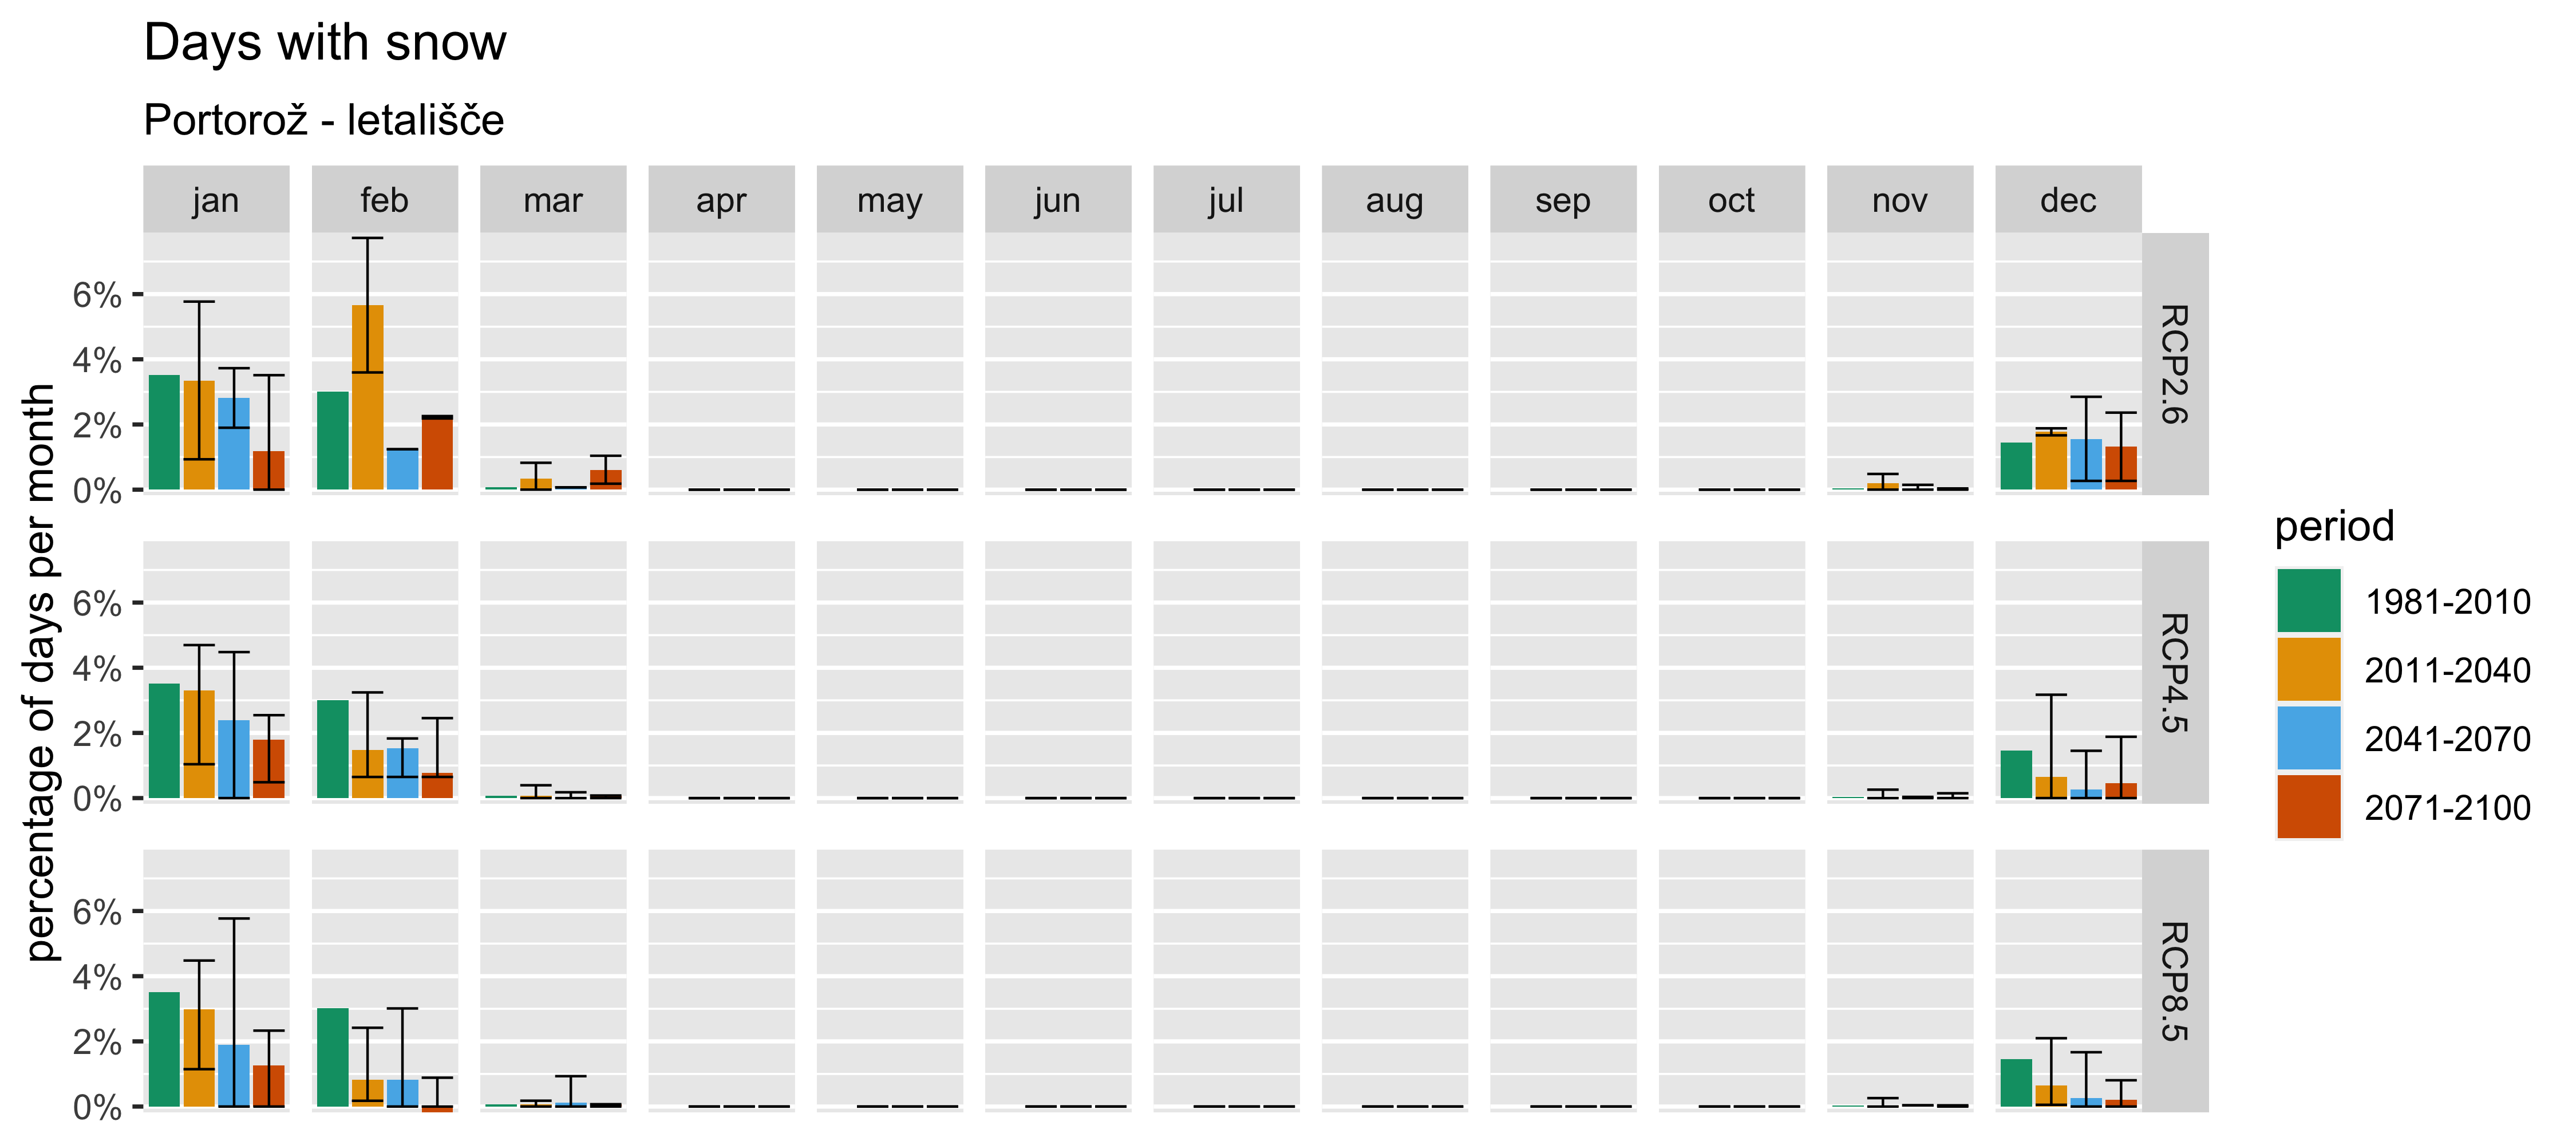 Days with snow
Portorož - letališče
jan feb mar apr may jun jul aug sep oct nov dec
percentage of days per month
6%
4%
2%
0%
RCP2.6
6%
4%
2%
0%
RCP4.5
6%
4%
2%
0%
RCP8.5
period
1981-2010
2011-2040
2041-2070
2071-2100